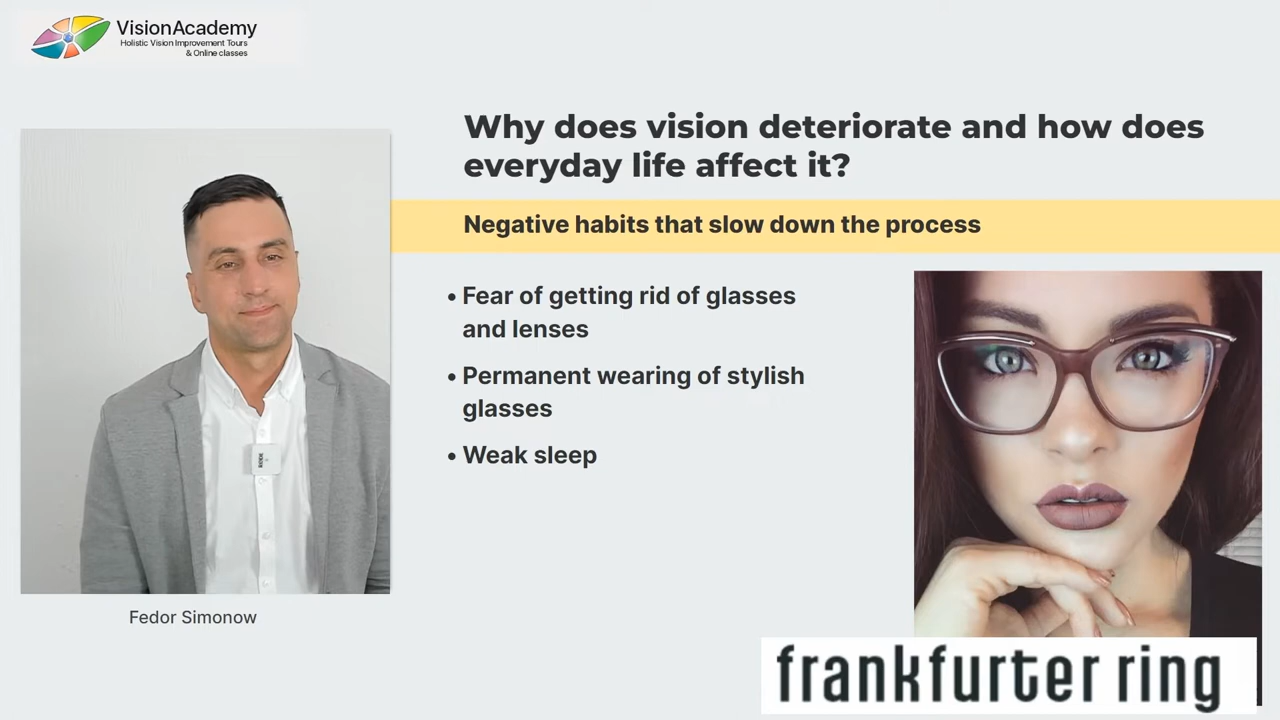 VisionAcademy
Holistic Vision Improvement Tours
& Online classes
Why does vision deteriorate and how does
everyday life affect it?
Negative habits that slow down the process
• Fear of getting rid of glasses
and lenses
• Permanent wearing of stylish
glasses
• Weak sleep
Fedor Simonow
frankfurter ring